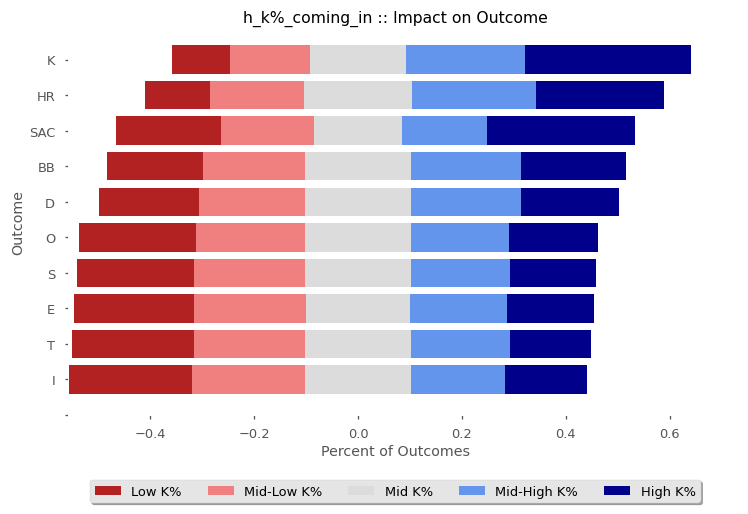 h_k%_coming_in :: Impact on Outcome
K
HR
SAC
BB
D
O
S
E
T
I
Outcome
−0.4 −0.2 0.0 0.2 0.4 0.6
Percent of Outcomes
Low K% Mid-Low K% Mid K% Mid-High K% High K%